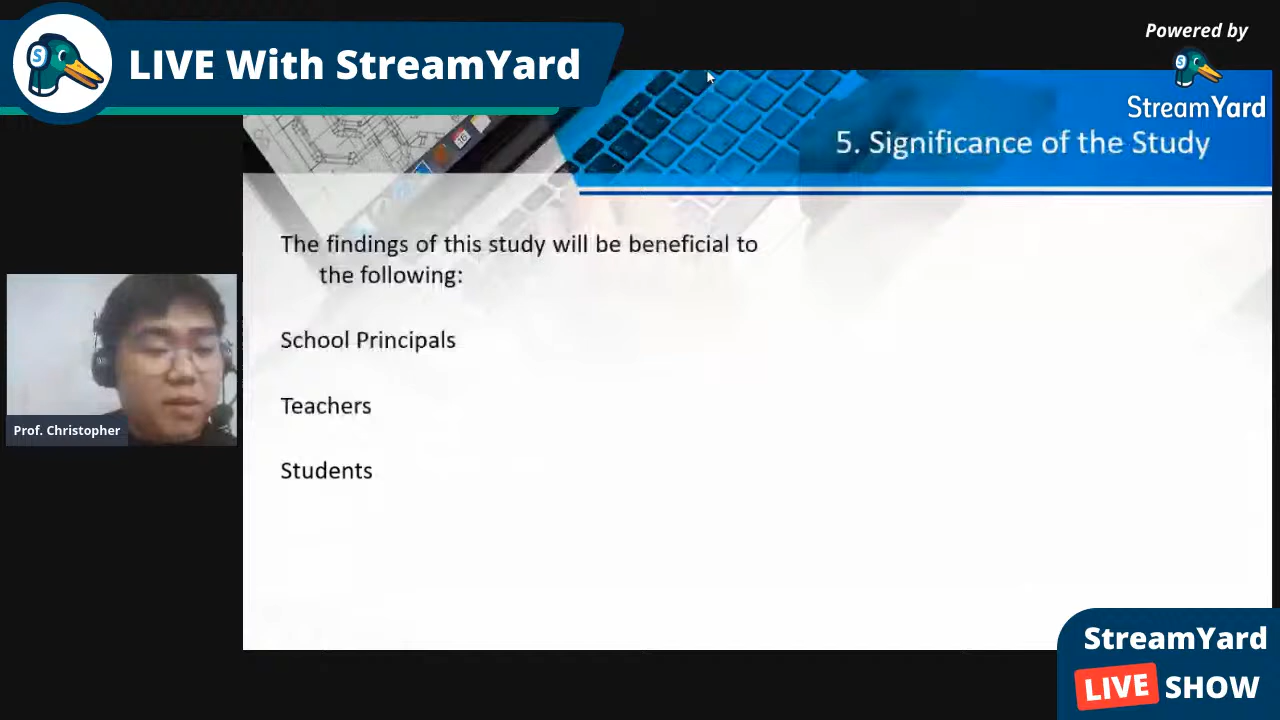 LIVE With StreamYard
Powered by
StreamYard
5. Significance of the Study
The findings of this study will be beneficial to
the following:
School Principals
Teachers
Students
Prof. Christopher
StreamYard
LIVE SHOW